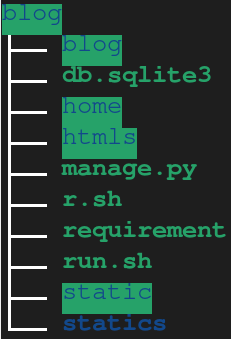 blog
blog
db.sqlite3
home
htmls
manage.py
r.sh
requirement
run.sh
static
statics